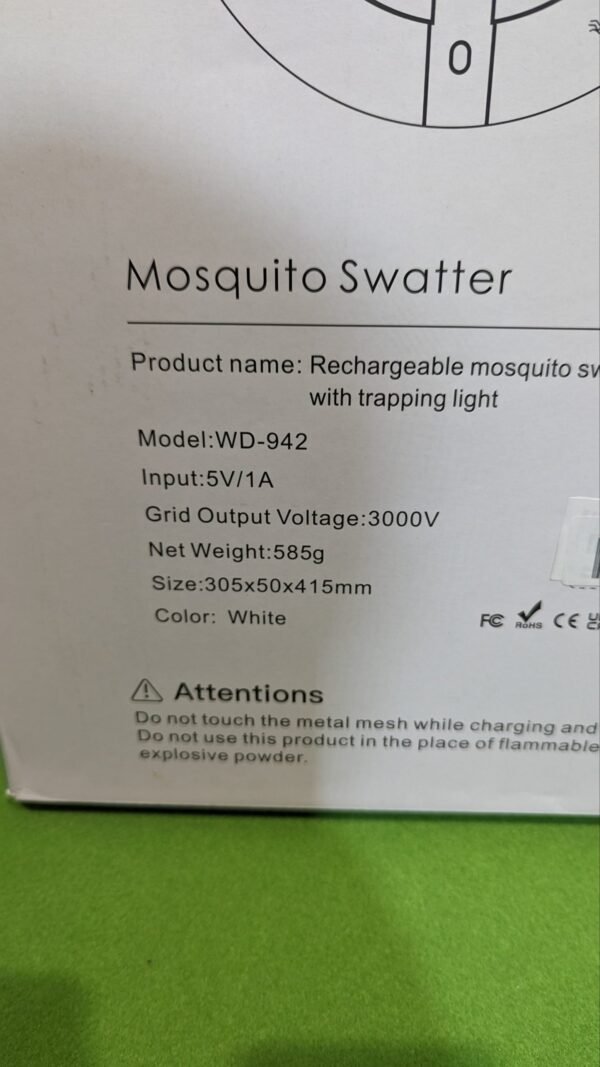 0
Mosquito Swatter
Product name: Rechargeable mosquito
with trapping light
Model:WD-942
Input:5V/1A
Grid Output Voltage:3000V
Net Weight:585g
Size:305x50x415mm
Color: White
FC RoHS CE
Attentions
Do not touch the metal mesh while charging and
Do not use this product in the place of flammable
explosive powder.